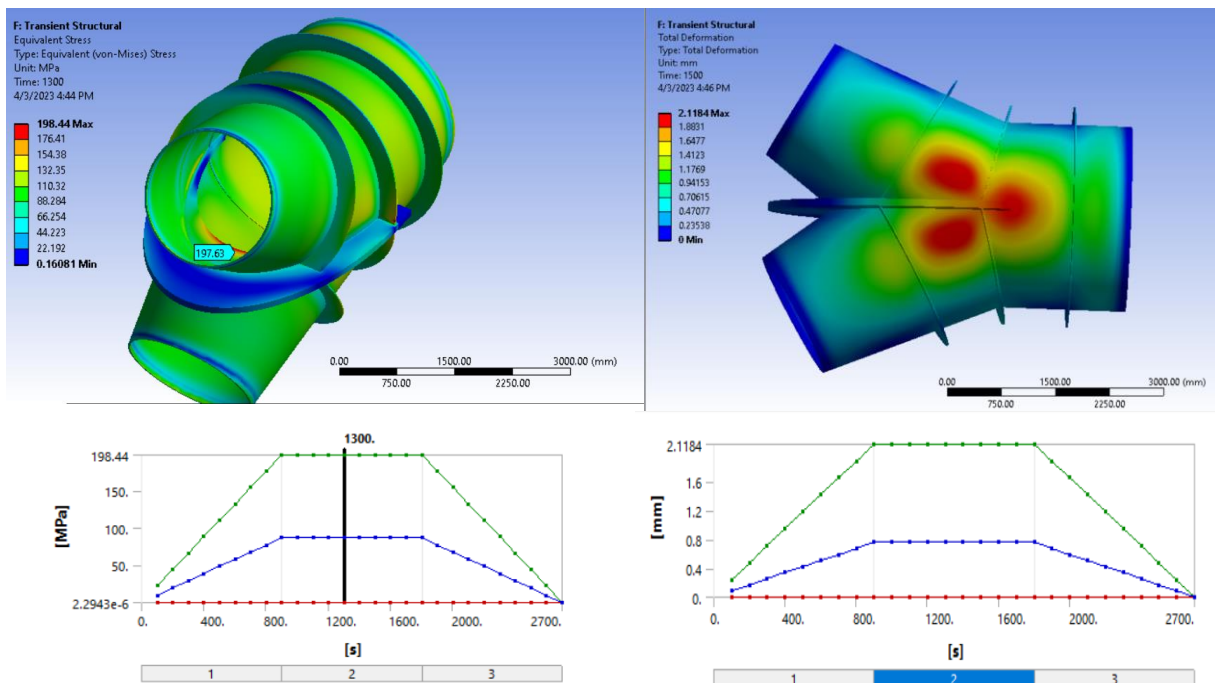 F: Transient Structural
Equivalent Stress
Type: Equivalent (von-Mises) Stress
Unit: MPa
Time: 1300
4/3/2023 4:44 PM
198.44 Max
176.41
154.38
132.35
110.32
88.284
66.254
44.223
22.192
0.16081 Min
197.63
0.00 1500.00 3000.00 (mm)
750.00 2250.00
F: Transient Structural
Total Deformation
Type: Total Deformation
Unit: mm
Time: 1500
4/3/2023 4:46 PM
2.1184 Max
1.8831
1.6477
1.4123
1.1769
0.94153
0.70615
0.47077
0.23538
0 Min
0.00 1500.00 3000.00 (mm)
750.00 2250.00
1300.
198.44
150.
100.
50.
2.2943e-6
[MPa]
0. 400. 800. 1200. 1600. 2000. 2700.
[s]
1 2 3
2.1184
1.6
1.2
0.8
0.4
0.
[mm]
0. 400. 800. 1200. 1600. 2000. 2700.
[s]
1 2 3